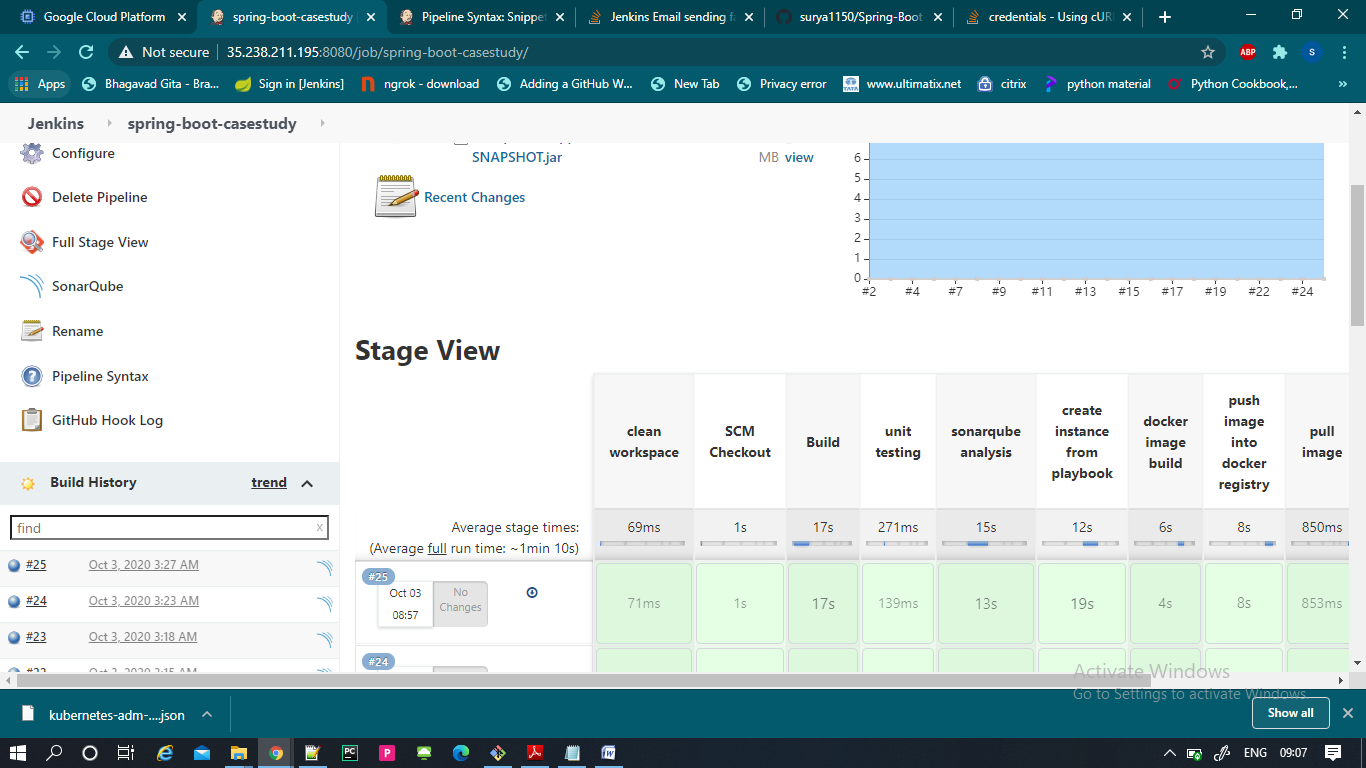 Google Cloud Platform
spring-boot-casestudy
Pipeline Syntax: Snippe
Jenkins Email sending f
surya1150/Spring-Boot
credentials - Using cUR
Not secure
35.238.211.195:8080/job/spring-boot-casestudy/
ABP
S
Apps
Bhagavad Gita - Bra...
Sign in [Jenkins]
ngrok - download
Adding a GitHub W...
New Tab
Privacy error
www.ultimatix.net
citrix
python material
Python Cookbook,...
»
Jenkins
spring-boot-casestudy
Configure
Delete Pipeline
Full Stage View
SonarQube
Rename
Pipeline Syntax
GitHub Hook Log
Build History
trend
find
x
#25
Oct 3, 2020 3:27 AM
#24
Oct 3, 2020 3:23 AM
#23
Oct 3, 2020 3:18 AM
#22
Oct 3, 2020 3:15 AM
SNAPSHOT.jar
MB view
Recent Changes
6
5
4
3
2
1
0
#2 #4 #7 #9 #11 #13 #15 #17 #19 #22 #24
Stage View
clean workspace
SCM Checkout
Build
unit testing
sonarqube analysis
create instance from playbook
docker image build
push image into docker registry
pull image
Average stage times:
(Average full run time: ~1min 10s)
69ms
1s
17s
271ms
15s
12s
6s
8s
850ms
#25
Oct 03
08:57
No Changes
71ms
1s
17s
139ms
13s
19s
4s
8s
853ms
#24
Activate Windows
Go to Settings to activate Windows.
kubernetes-adm-....json
Show all
PC
P
W
ENG
09:07